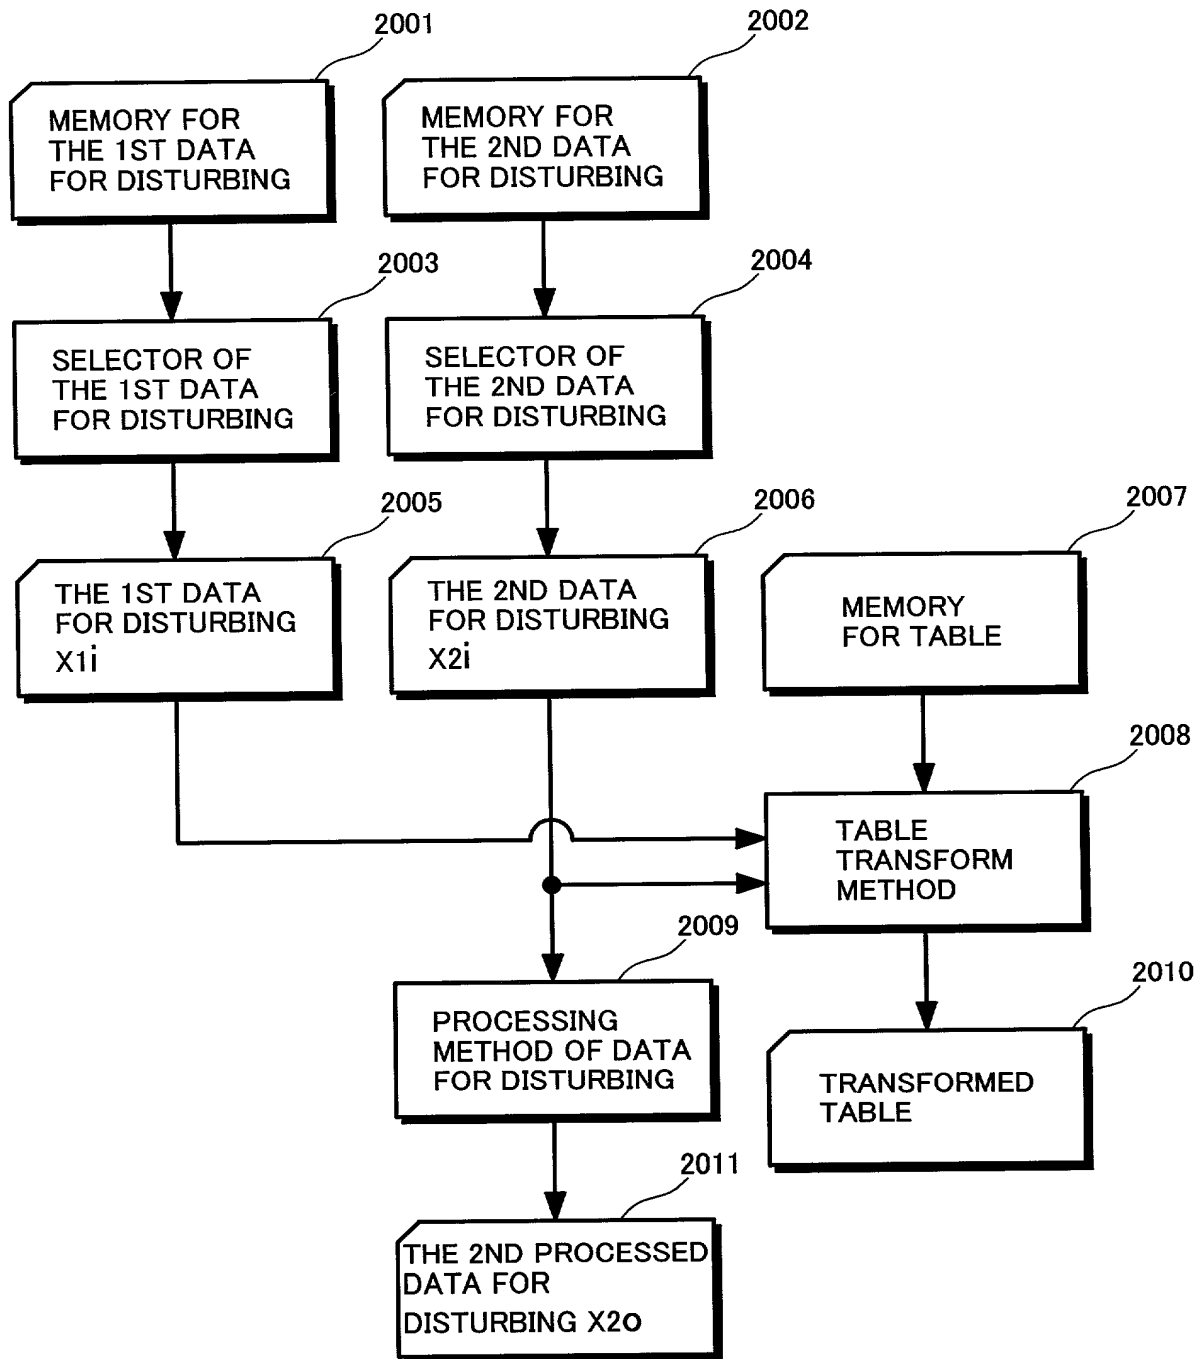 2001
MEMORY FOR
THE 1ST DATA
FOR DISTURBING
2002
MEMORY FOR
THE 2ND DATA
FOR DISTURBING
2003
SELECTOR OF
THE 1ST DATA
FOR DISTURBING
2004
SELECTOR OF
THE 2ND DATA
FOR DISTURBING
2005
THE 1ST DATA
FOR DISTURBING
X1i
2006
THE 2ND DATA
FOR DISTURBING
X2i
2007
MEMORY
FOR TABLE
2008
TABLE
TRANSFORM
METHOD
2009
PROCESSING
METHOD OF DATA
FOR DISTURBING
2010
TRANSFORMED
TABLE
2011
THE 2ND PROCESSED
DATA FOR
DISTURBING X2o